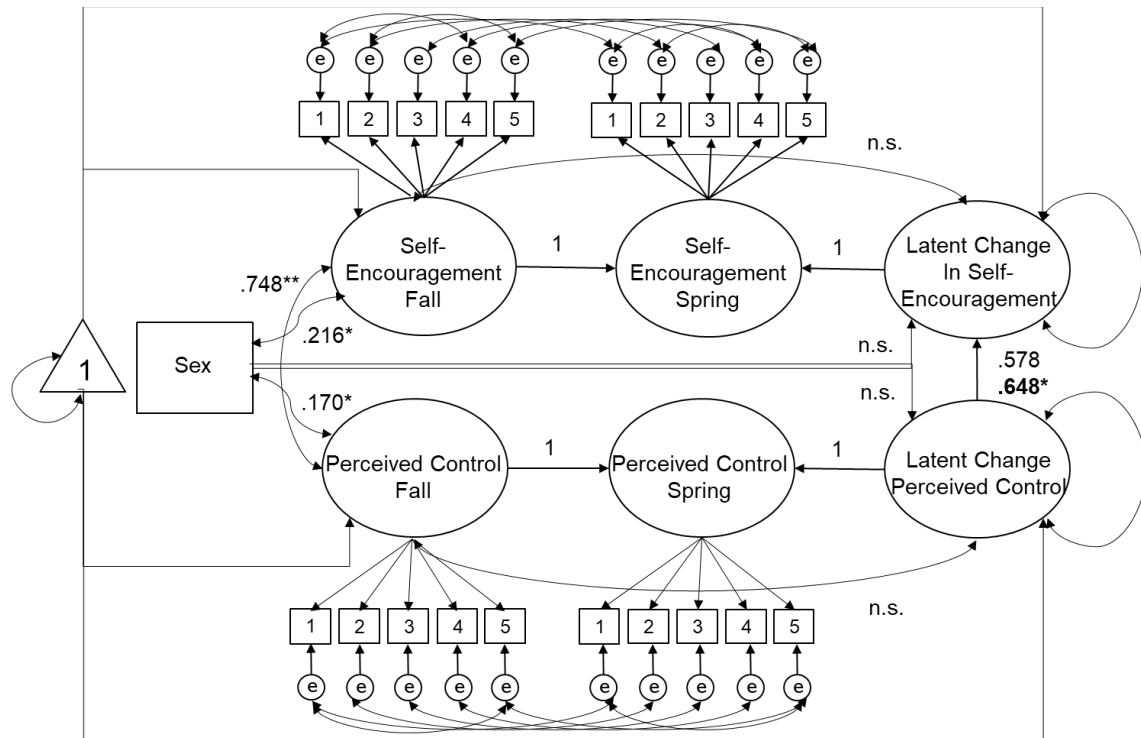 e e e e e e e e e e
1 2 3 4 5 1 2 3 4 5
n.s.
Self-
Encouragement
Fall
1
Self-
Encouragement
Spring
1
Latent Change
In Self-
Encouragement
.748**
.216*
1
Sex
n.s.
.578
.648*
.170*
n.s.
Perceived Control
Fall
1
Perceived Control
Spring
1
Latent Change
Perceived Control
n.s.
1 2 3 4 5 1 2 3 4 5
e e e e e e e e e e